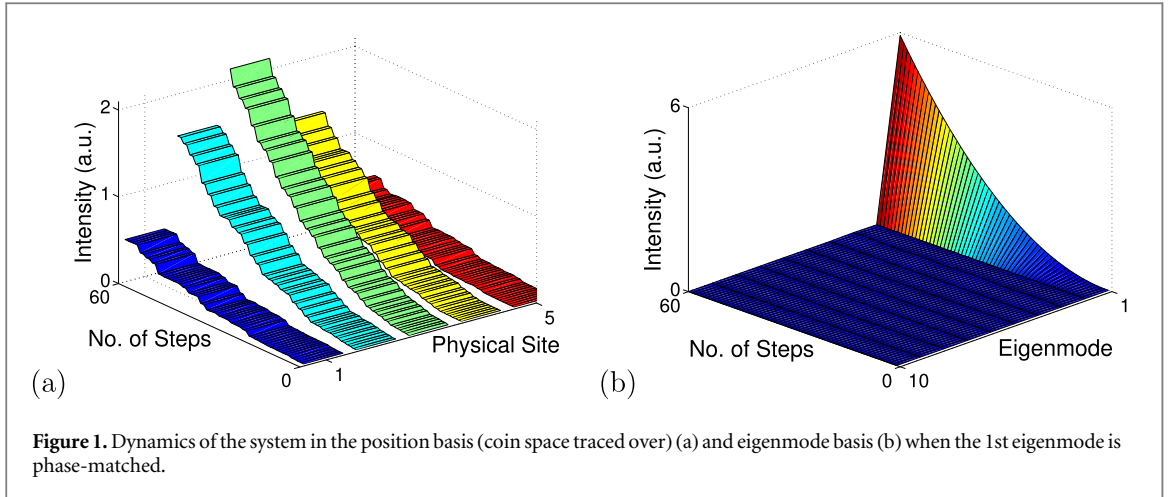 2
1
0
60
Intensity (a.u.)
No. of Steps
0
1
Physical Site
5
(a)
6
0
60
Intensity (a.u.)
No. of Steps
0
10
Eigenmode
1
(b)
Figure 1. Dynamics of the system in the position basis (coin space traced over) (a) and eigenmode basis (b) when the 1st eigenmode is
phase-matched.